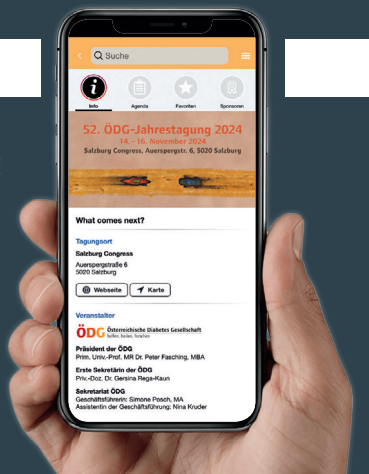 Suche
Info Agenda Favoriten Sponsoren
52. ÖDG-Jahrestagung 2024
14. - 16. November 2024
Salzburg Congress, Auerspergstr. 6, 5020 Salzburg
What comes next?
Tagungsort
Salzburg Congress
Auerspergstraße 6
5020 Salzburg
Webseite Karte
Veranstalter
ÖDG Österreichische Diabetes Gesellschaft
helfen, heilen, forschen
Präsident der ÖDG
Prim. Univ.-Prof. MR Dr. Peter Fasching, MBA
Erste Sekretärin der ÖDG
Priv.-Doz. Dr. Gersina Rega-Kaun
Sekretariat ÖDG
Geschäftsführerin: Simone Posch, MA
Assistentin der Geschäftsführung: Nina Kruder